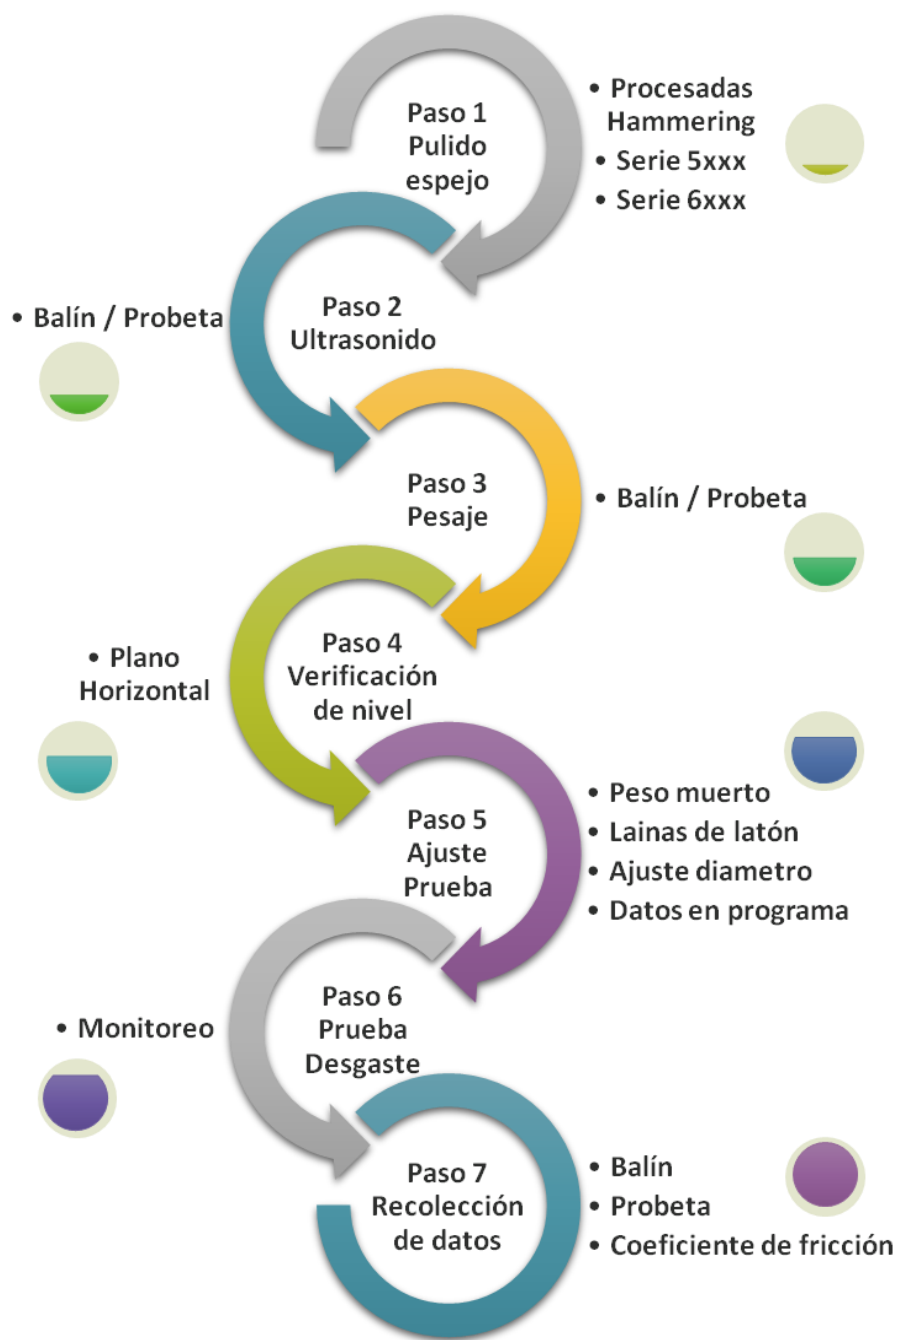 Paso 1
Pulido
espejo
• Procesadas
Hammering
• Serie 5xxx
• Serie 6xxx
Paso 2
Ultrasonido
• Balín / Probeta
Paso 3
Pesaje
• Balín / Probeta
Paso 4
Verificación
de nivel
• Plano
Horizontal
Paso 5
Ajuste
Prueba
• Peso muerto
• Lainas de latón
• Ajuste diametro
• Datos en programa
Paso 6
Prueba
Desgaste
• Monitoreo
Paso 7
Recolección
de datos
• Balín
• Probeta
• Coeficiente de fricción